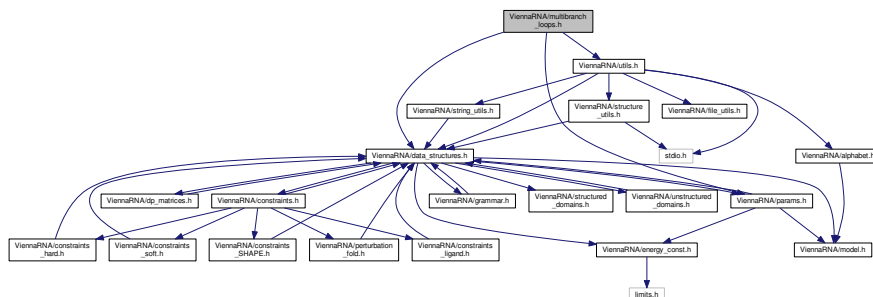 ViennaRNA/multibranch
_loops.h
ViennaRNA/utils.h
ViennaRNA/string_utils.h
ViennaRNA/structure
_utils.h
ViennaRNA/file_utils.h
ViennaRNA/data_structures.h
stdio.h
ViennaRNA/alphabet.h
ViennaRNA/dp_matrices.h
ViennaRNA/constraints.h
ViennaRNA/grammar.h
ViennaRNA/structured
_domains.h
ViennaRNA/unstructured
_domains.h
ViennaRNA/params.h
ViennaRNA/constraints
_hard.h
ViennaRNA/constraints
_soft.h
ViennaRNA/constraints
_SHAPE.h
ViennaRNA/perturbation
_fold.h
ViennaRNA/constraints
_ligand.h
ViennaRNA/energy_const.h
ViennaRNA/model.h
limits.h